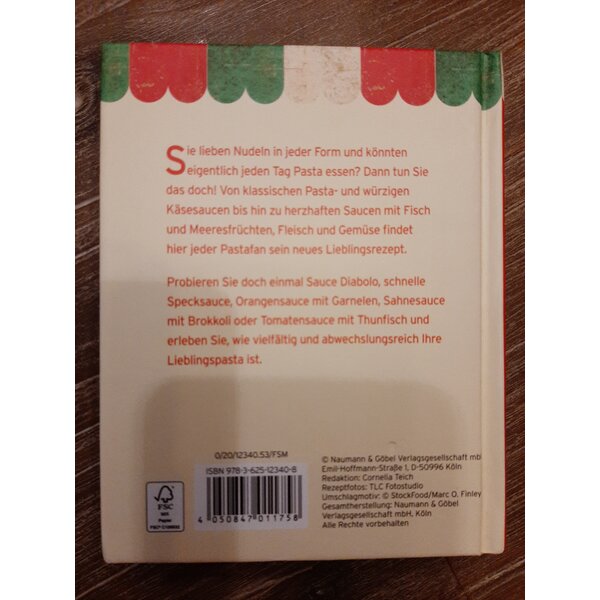 Sie lieben Nudeln in jeder Form und könnten
eigentlich jeden Tag Pasta essen? Dann tun Sie
das doch! Von klassischen Pasta- und würzigen
Käsesaucen bis hin zu herzhaften Saucen mit Fisch
und Meeresfrüchten, Fleisch und Gemüse findet
hier jeder Pastafan sein neues Lieblingsrezept.
Probieren Sie doch einmal Sauce Diabolo, schnelle
Specksauce, Orangensauce mit Garnelen, Sahnesauce
mit Brokkoli oder Tomatensauce mit Thunfisch und
erleben Sie, wie vielfältig und abwechslungsreich Ihre
Lieblingspasta ist.
0/20/12340.53/FSM
ISBN 978-3-625-12340-8
4 050847 011758
FSC
Papier
© Naumann & Göbel Verlagsgesellschaft mb
Emil-Hoffmann-Straße 1, D-50996 Köln
Redaktion: Cornelia Teich
Rezeptfotos: TLC Fotostudio
Umschlagmotiv: © StockFood/Marc O. Finley
Gesamtherstellung: Naumann & Göbel
Verlagsgesellschaft mbH, Köln
Alle Rechte vorbehalten